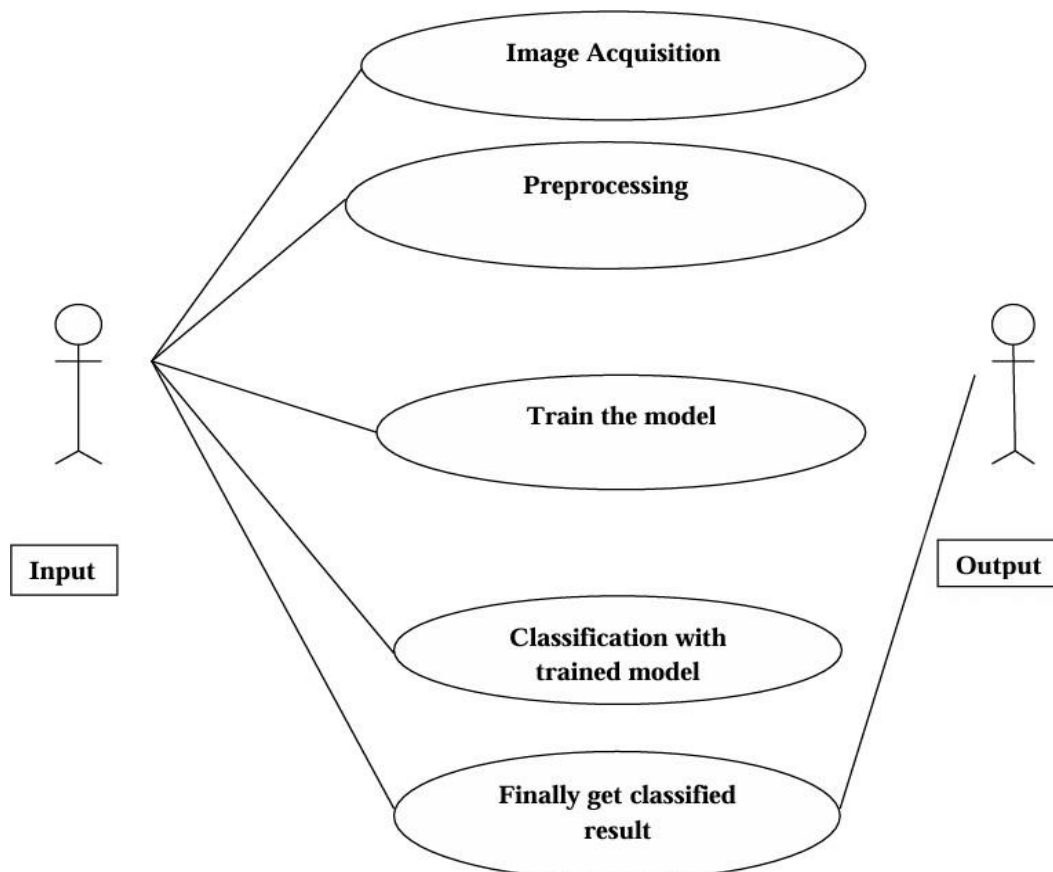 Image Acquisition
Preprocessing
Train the model
Input
Output
Classification with
trained model
Finally get classified
result